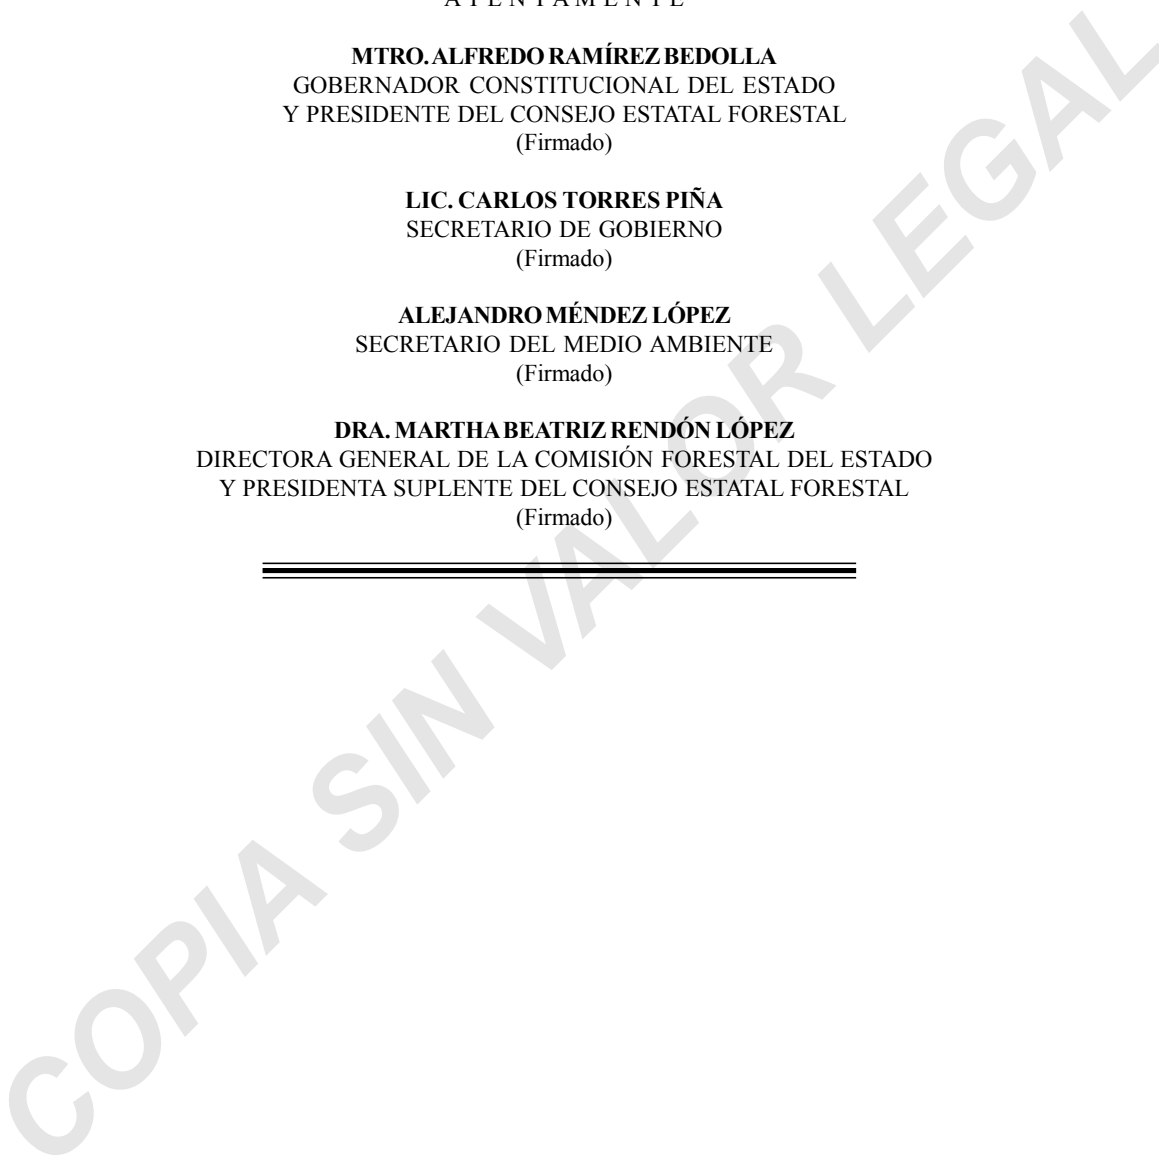 A T E N T A M E N T E
MTRO. ALFREDO RAMÍREZ BEDOLLA
GOBERNADOR CONSTITUCIONAL DEL ESTADO
Y PRESIDENTE DEL CONSEJO ESTATAL FORESTAL
(Firmado)
LIC. CARLOS TORRES PIÑA
SECRETARIO DE GOBIERNO
(Firmado)
ALEJANDRO MÉNDEZ LÓPEZ
SECRETARIO DEL MEDIO AMBIENTE
(Firmado)
DRA. MARTHA BEATRIZ RENDÓN LÓPEZ
DIRECTORA GENERAL DE LA COMISIÓN FORESTAL DEL ESTADO
Y PRESIDENTA SUPLENTE DEL CONSEJO ESTATAL FORESTAL
(Firmado)
COPIA SIN VALOR LEGAL